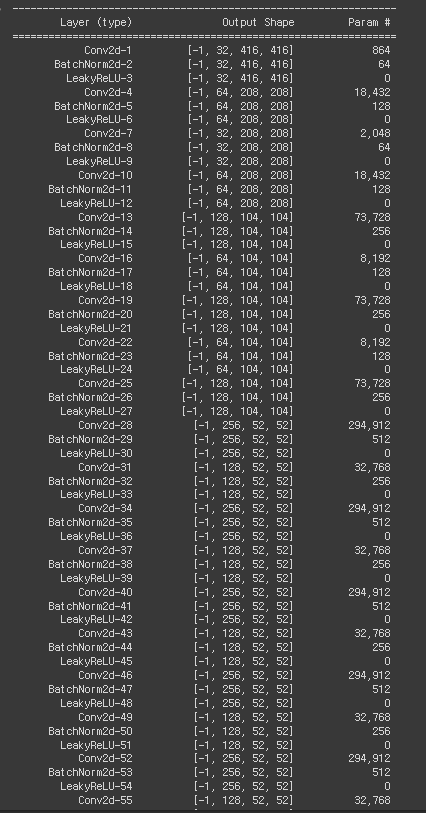 ----------------------------------------------------------------
Layer (type) Output Shape Param #
================================================================
Conv2d-1 [-1, 32, 416, 416] 864
BatchNorm2d-2 [-1, 32, 416, 416] 64
LeakyReLU-3 [-1, 32, 416, 416] 0
Conv2d-4 [-1, 64, 208, 208] 18,432
BatchNorm2d-5 [-1, 64, 208, 208] 128
LeakyReLU-6 [-1, 64, 208, 208] 0
Conv2d-7 [-1, 32, 208, 208] 2,048
BatchNorm2d-8 [-1, 32, 208, 208] 64
LeakyReLU-9 [-1, 32, 208, 208] 0
Conv2d-10 [-1, 64, 208, 208] 18,432
BatchNorm2d-11 [-1, 64, 208, 208] 128
LeakyReLU-12 [-1, 64, 208, 208] 0
Conv2d-13 [-1, 128, 104, 104] 73,728
BatchNorm2d-14 [-1, 128, 104, 104] 256
LeakyReLU-15 [-1, 128, 104, 104] 0
Conv2d-16 [-1, 64, 104, 104] 8,192
BatchNorm2d-17 [-1, 64, 104, 104] 128
LeakyReLU-18 [-1, 64, 104, 104] 0
Conv2d-19 [-1, 128, 104, 104] 73,728
BatchNorm2d-20 [-1, 128, 104, 104] 256
LeakyReLU-21 [-1, 128, 104, 104] 0
Conv2d-22 [-1, 64, 104, 104] 8,192
BatchNorm2d-23 [-1, 64, 104, 104] 128
LeakyReLU-24 [-1, 64, 104, 104] 0
Conv2d-25 [-1, 128, 104, 104] 73,728
BatchNorm2d-26 [-1, 128, 104, 104] 256
LeakyReLU-27 [-1, 128, 104, 104] 0
Conv2d-28 [-1, 256, 52, 52] 294,912
BatchNorm2d-29 [-1, 256, 52, 52] 512
LeakyReLU-30 [-1, 256, 52, 52] 0
Conv2d-31 [-1, 128, 52, 52] 32,768
BatchNorm2d-32 [-1, 128, 52, 52] 256
LeakyReLU-33 [-1, 128, 52, 52] 0
Conv2d-34 [-1, 256, 52, 52] 294,912
BatchNorm2d-35 [-1, 256, 52, 52] 512
LeakyReLU-36 [-1, 256, 52, 52] 0
Conv2d-37 [-1, 128, 52, 52] 32,768
BatchNorm2d-38 [-1, 128, 52, 52] 256
LeakyReLU-39 [-1, 128, 52, 52] 0
Conv2d-40 [-1, 256, 52, 52] 294,912
BatchNorm2d-41 [-1, 256, 52, 52] 512
LeakyReLU-42 [-1, 256, 52, 52] 0
Conv2d-43 [-1, 128, 52, 52] 32,768
BatchNorm2d-44 [-1, 128, 52, 52] 256
LeakyReLU-45 [-1, 128, 52, 52] 0
Conv2d-46 [-1, 256, 52, 52] 294,912
BatchNorm2d-47 [-1, 256, 52, 52] 512
LeakyReLU-48 [-1, 256, 52, 52] 0
Conv2d-49 [-1, 128, 52, 52] 32,768
BatchNorm2d-50 [-1, 128, 52, 52] 256
LeakyReLU-51 [-1, 128, 52, 52] 0
Conv2d-52 [-1, 256, 52, 52] 294,912
BatchNorm2d-53 [-1, 256, 52, 52] 512
LeakyReLU-54 [-1, 256, 52, 52] 0
Conv2d-55 [-1, 128, 52, 52] 32,768